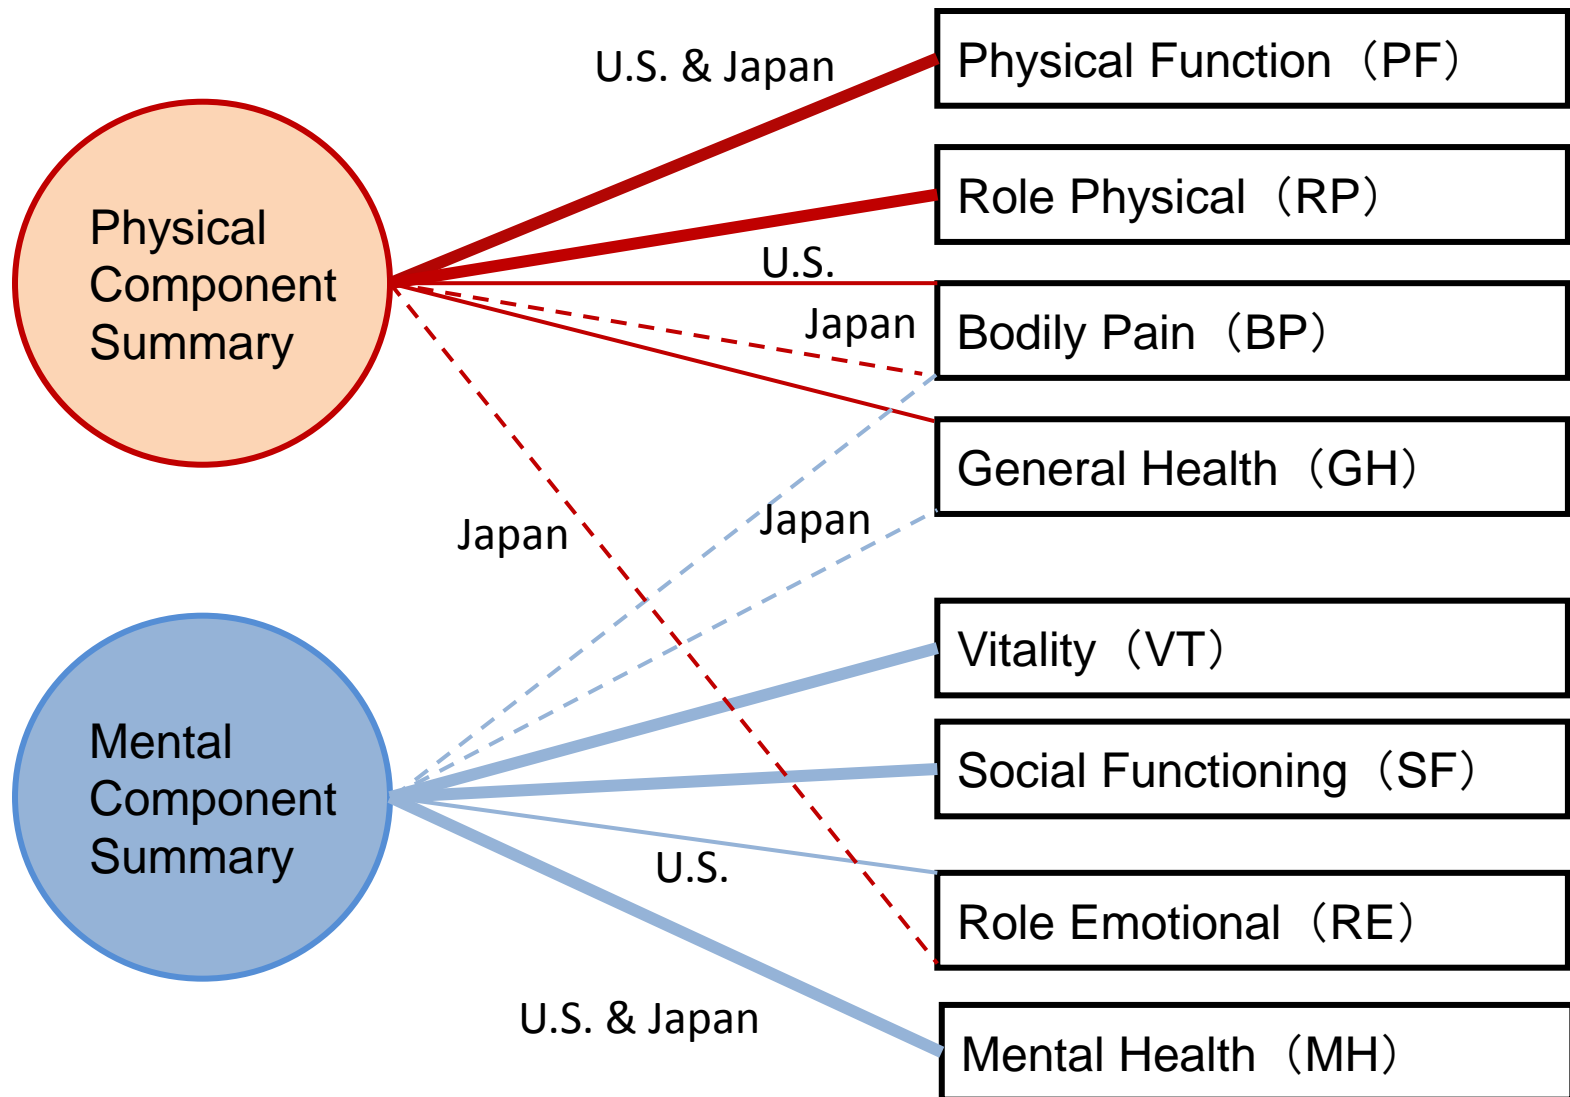 U.S. & Japan
Physical Function（PF）
Role Physical（RP）
Physical
Component
Summary
U.S.
Japan
Bodily Pain（BP）
General Health（GH）
Japan
Japan
Vitality（VT）
Mental
Component
Summary
Social Functioning（SF）
U.S.
Role Emotional（RE）
U.S. & Japan
Mental Health（MH）